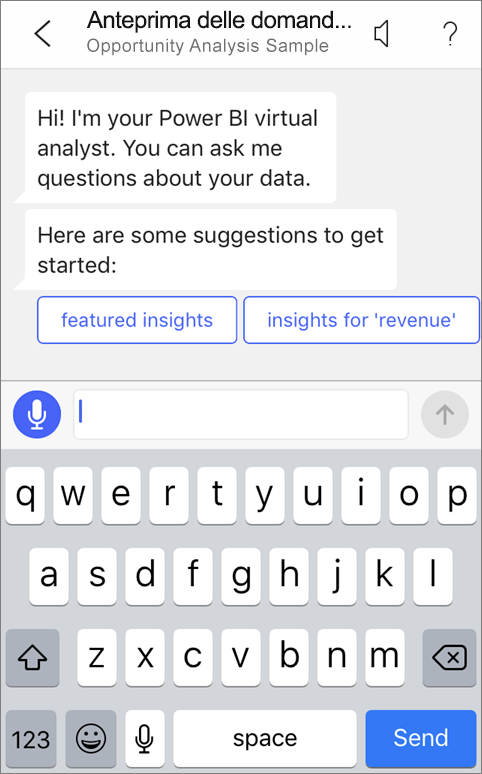 Anteprima delle domand...
Opportunity Analysis Sample
?
Hi! I'm your Power BI virtual
analyst. You can ask me
questions about your data.
Here are some suggestions to get
started:
featured insights
insights for 'revenue'
q w e r t y u i o p
a s d f g h j k l
z x c v b n m
123 space Send